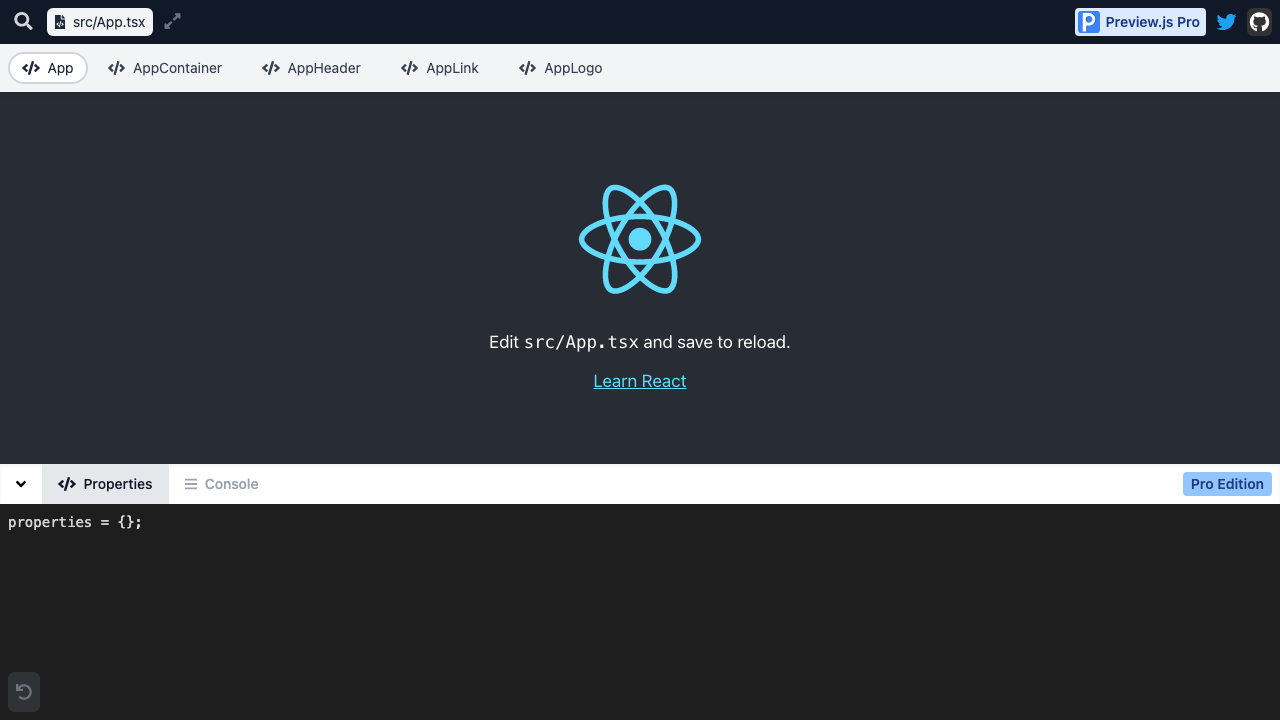 src/App.tsx
Preview.js Pro
App
AppContainer
AppHeader
AppLink
AppLogo
Edit src/App.tsx and save to reload.
Learn React
Properties
Console
Pro Edition
properties = {};